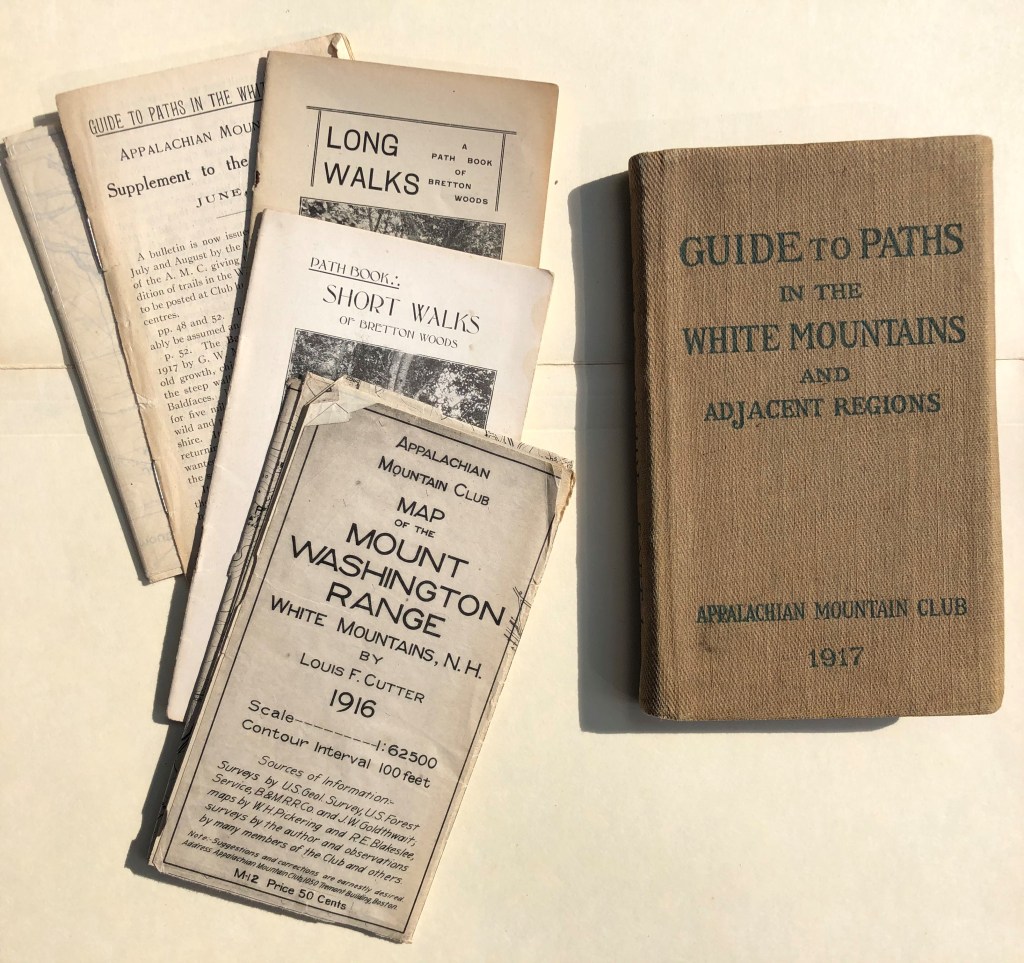 GUIDE TO PATHS IN THE
APPALACHIAN
Supplement to the
JUNE,
A bulletin is now
July and August by the
of the A. M. C. giving
dition of trails in the
to be posted at Club
centres.
pp. 48 and 52.
ably be assumed
p. 52. The
1917 by G. W.
old growth,
the steep
Baldfaces.
for five
wild and
shire.
the
LONG
WALKS
A
PATH BOOK
OF
BRETTON
WOODS
PATH BOOK.:
SHORT WALKS
OF BRETTON WOODS
APPALACHIAN
MOUNTAIN CLUB
MAP
OF THE
MOUNT
WASHINGTON
RANGE
WHITE MOUNTAINS, N.H.
BY
LOUIS F. CUTTER
1916
Scale----------1:62500
Contour Interval 100 feet
Sources of Information:-
Surveys by U.S. Geol. Survey, U.S. Forest
Service, B.&M.R.R.Co. and J.W. Goldthwait;
maps by W.H. Pickering and R.E. Blakeslee,
surveys by the author and observations
by many members of the Club and others.
Note:- Suggestions and corrections are earnestly desired.
Address: Appalachian Mountain Club, 1050 Tremont Building, Boston.
M-12 Price 50 Cents
GUIDE TO PATHS
IN THE
WHITE MOUNTAINS
AND
ADJACENT REGIONS
APPALACHIAN MOUNTAIN CLUB
1917